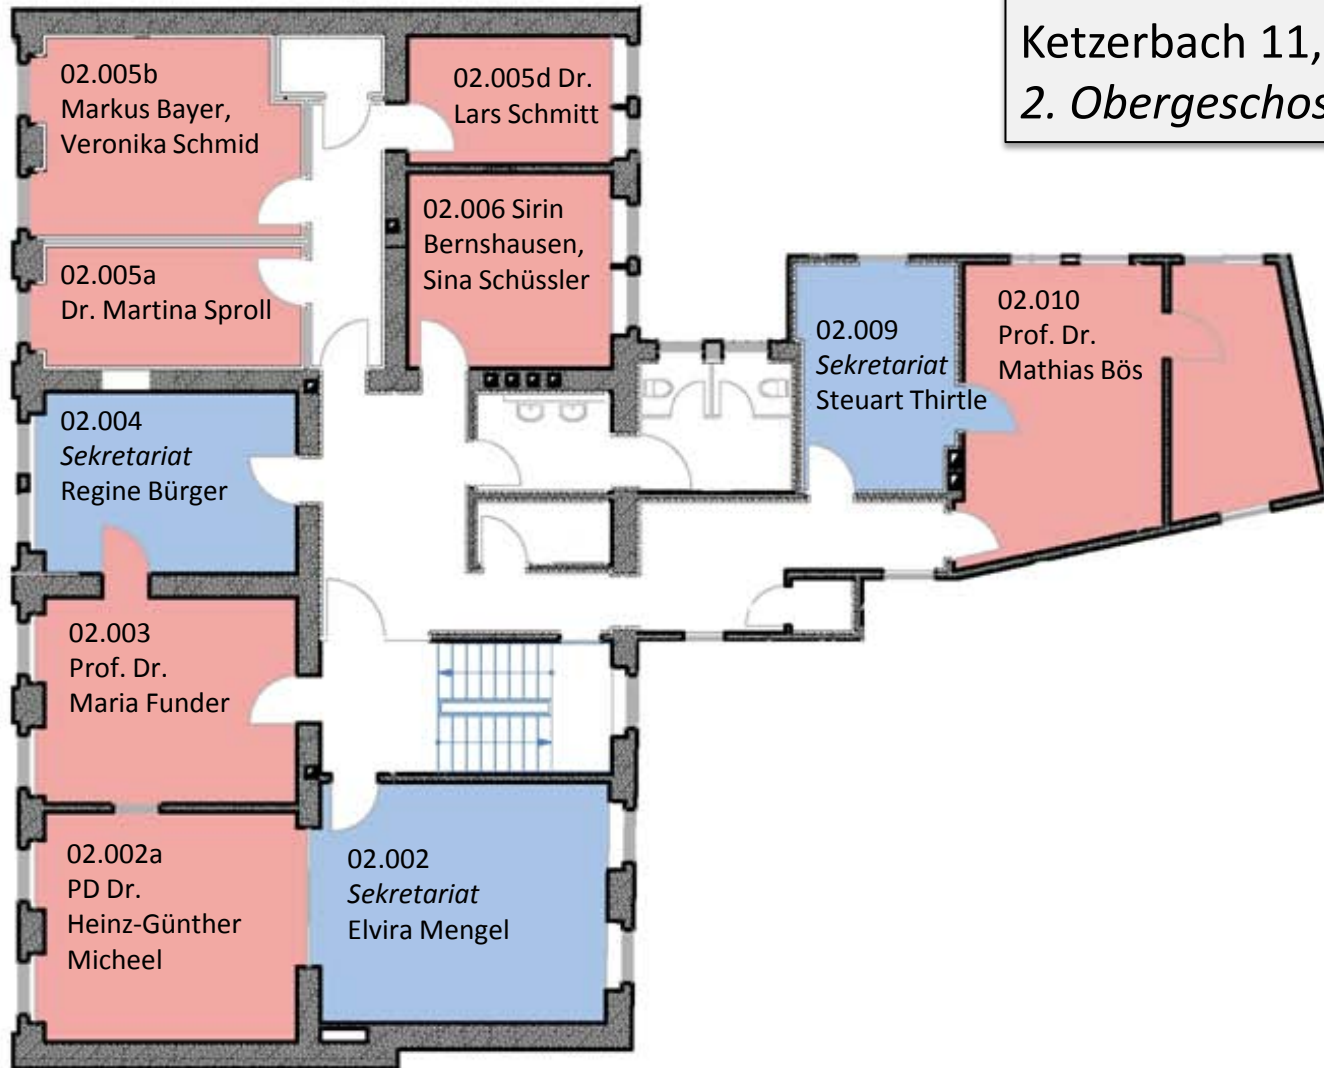 Ketzerbach 11,
2. Obergeschos
02.005b
Markus Bayer,
Veronika Schmid
02.005d Dr.
Lars Schmitt
02.006 Sirin
Bernshausen,
Sina Schüssler
02.005a
Dr. Martina Sproll
02.009
Sekretariat
Steuart Thirtle
02.010
Prof. Dr.
Mathias Bös
02.004
Sekretariat
Regine Bürger
02.003
Prof. Dr.
Maria Funder
02.002a
PD Dr.
Heinz-Günther
Micheel
02.002
Sekretariat
Elvira Mengel